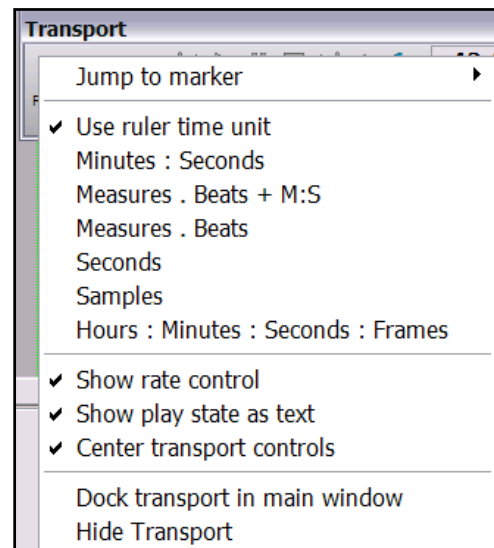 Transport
Jump to marker
Use ruler time unit
Minutes : Seconds
Measures . Beats + M:S
Measures . Beats
Seconds
Samples
Hours : Minutes : Seconds : Frames
Show rate control
Show play state as text
Center transport controls
Dock transport in main window
Hide Transport